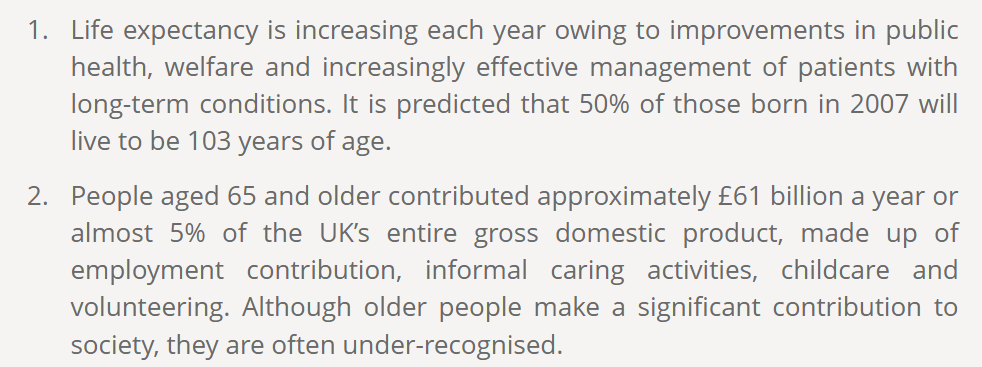 1. Life expectancy is increasing each year owing to improvements in public
health, welfare and increasingly effective management of patients with
long-term conditions. It is predicted that 50% of those born in 2007 will
live to be 103 years of age.
2. People aged 65 and older contributed approximately £61 billion a year or
almost 5% of the UK’s entire gross domestic product, made up of
employment contribution, informal caring activities, childcare and
volunteering. Although older people make a significant contribution to
society, they are often under-recognised.